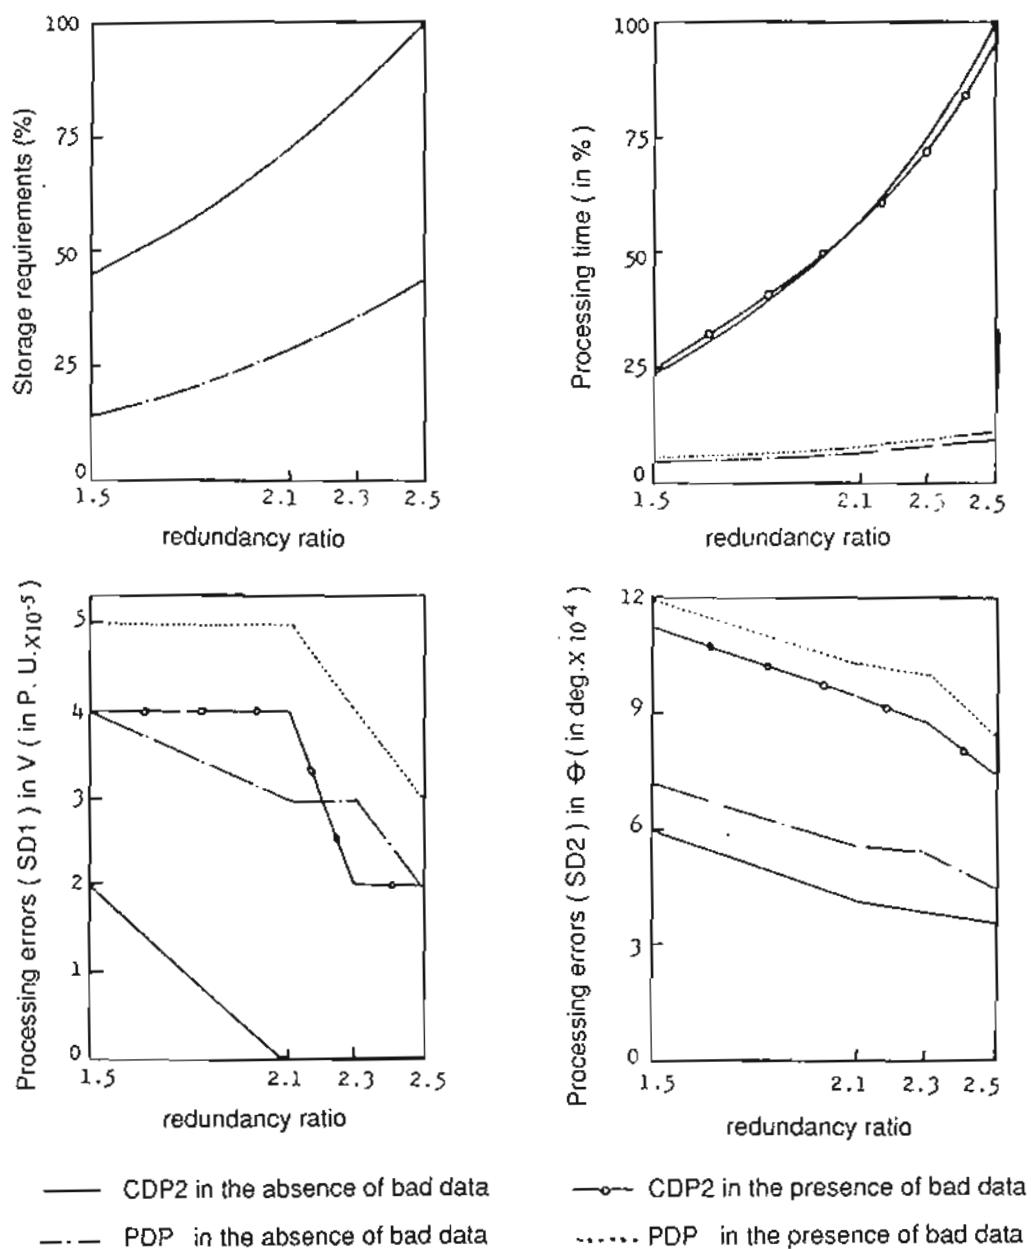 100
75
50
25
0
Storage requirements (%)
1.5 2.1 2.3 2.5
redundancy ratio
100
75
50
25
0
Processing time ( in % )
1.5 2.1 2.3 2.5
redundancy ratio
5
4
3
2
1
0
Processing errors ( SD1 ) in V ( in P. U.x10-5 )
1.5 2.1 2.3 2.5
redundancy ratio
12
9
6
3
0
Processing errors ( SD2 ) in Θ ( in deg.x 10-4 )
1.5 2.1 2.3 2.5
redundancy ratio
CDP2 in the absence of bad data
CDP2 in the presence of bad data
PDP in the absence of bad data
PDP in the presence of bad data